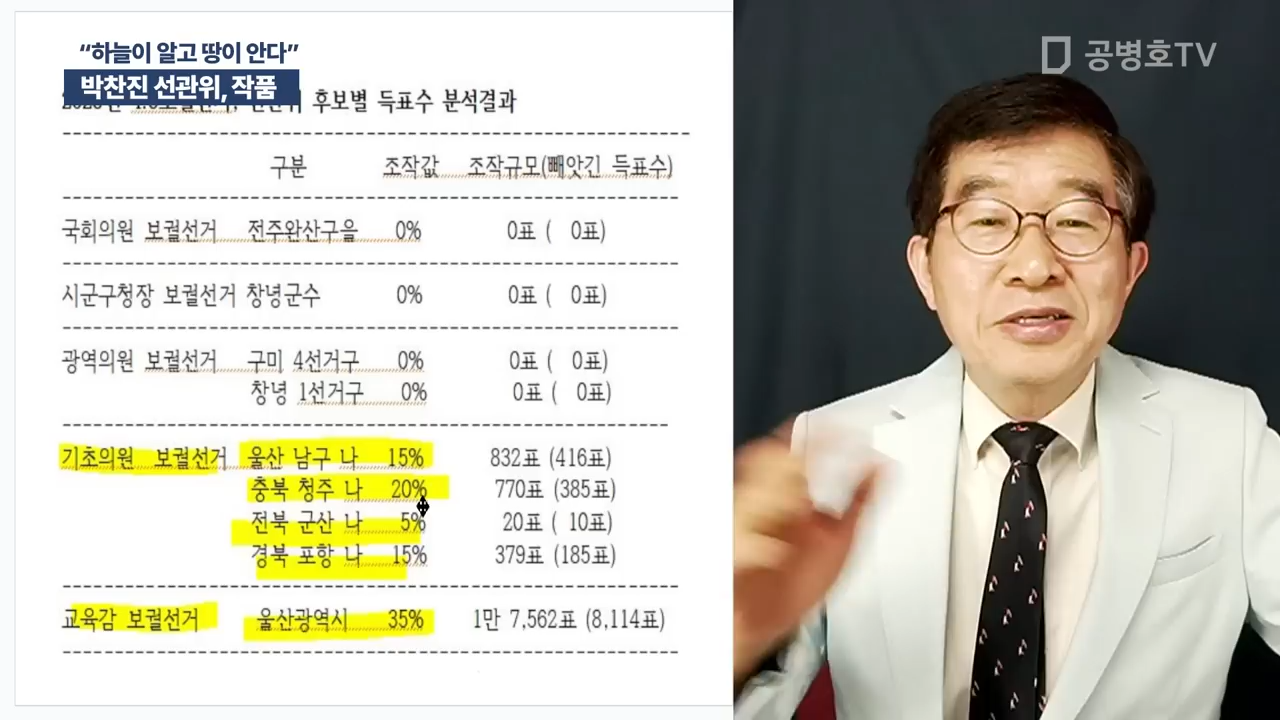 “하늘이 알고 땅이 안다”
박찬진 선관위, 작품
공병호TV
후보별 득표수 분석결과
구분 조작값 조작규모(빼앗긴 득표수)
국회의원 보궐선거 전주완산구을 0% 0표 ( 0표)
시군구청장 보궐선거 창녕군수 0% 0표 ( 0표)
광역의원 보궐선거 구미 4선거구 0% 0표 ( 0표)
창녕 1선거구 0% 0표 ( 0표)
기초의원 보궐선거 울산 남구 나 15% 832표 (416표)
충북 청주 나 20% 770표 (385표)
전북 군산 나 5% 20표 ( 10표)
경북 포항 나 15% 379표 (185표)
교육감 보궐선거 울산광역시 35% 1만 7,562표 (8,114표)